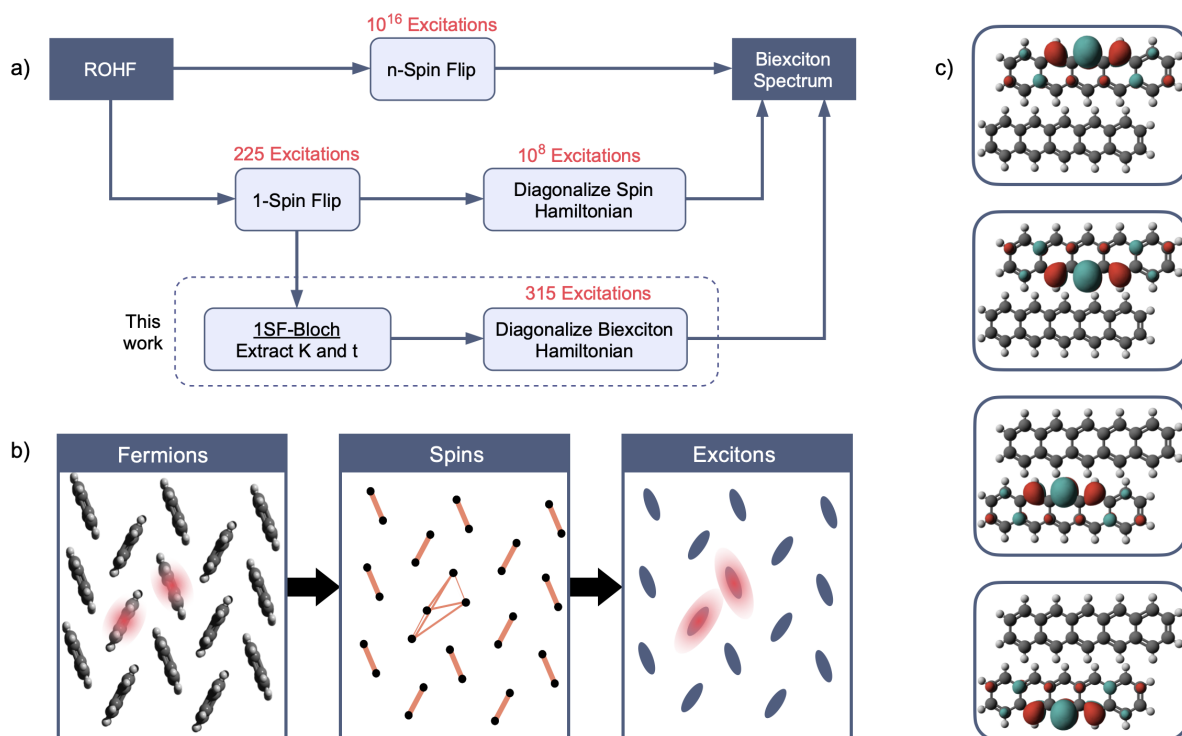 a)
10^16 Excitations
ROHF
n-Spin Flip
Biexciton
Spectrum
225 Excitations
10^8 Excitations
1-Spin Flip
Diagonalize Spin
Hamiltonian
315 Excitations
This
work
1SF-Bloch
Extract K and t
Diagonalize Biexciton
Hamiltonian
b)
Fermions
Spins
Excitons
c)